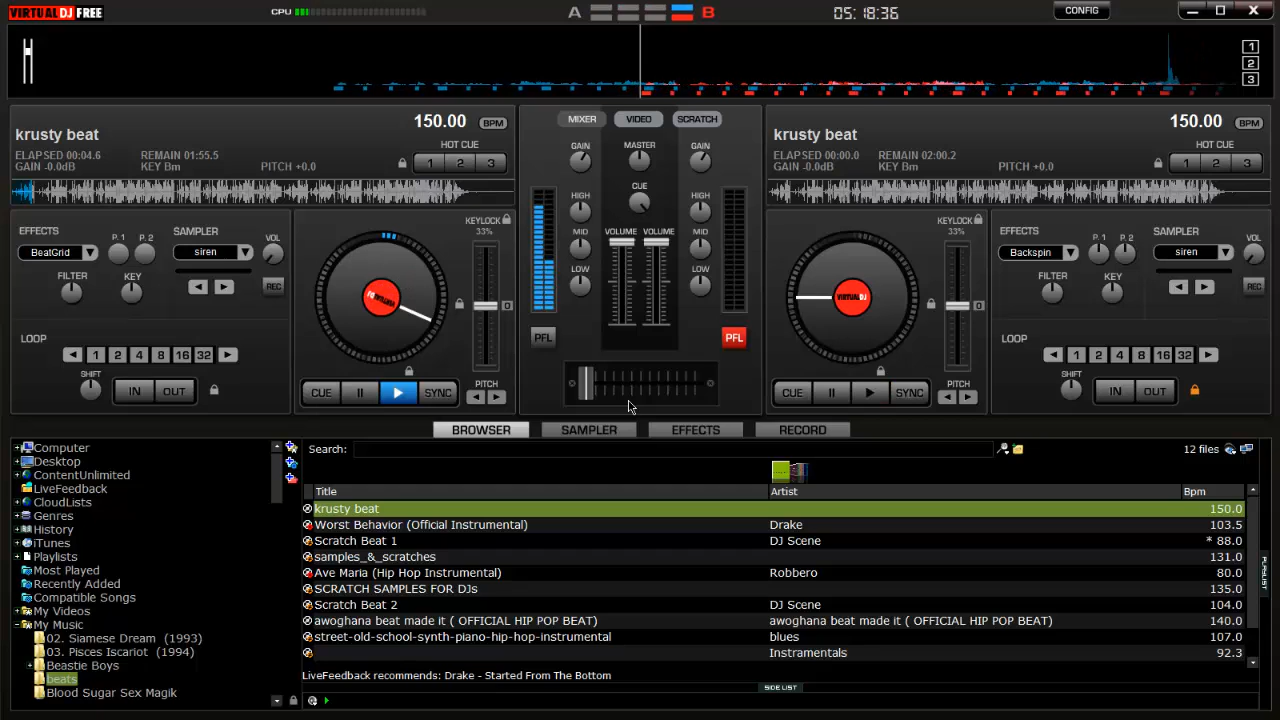 VIRTUALDJ FREE
CPU
A
B
05:18:36
CONFIG
1
2
3
krusty beat
150.00 BPM
ELAPSED 00:04.6 REMAIN 01:55.5
GAIN -0.0dB KEY Bm PITCH +0.0
HOT CUE
1 2 3
MIXER VIDEO SCRATCH
GAIN MASTER GAIN
HIGH CUE HIGH
MID VOLUME VOLUME MID
LOW LOW
PFL PFL
krusty beat
150.00 BPM
ELAPSED 00:00.0 REMAIN 02:00.2
GAIN -0.0dB KEY Bm PITCH +0.0
HOT CUE
1 2 3
EFFECTS P. 1 P. 2 SAMPLER
BeatGrid siren VOL
FILTER KEY REC
LOOP
1 2 4 8 16 32
SHIFT IN OUT
KEYLOCK
33%
VIRTUALDJ
0
CUE SYNC PITCH
KEYLOCK
33%
VIRTUALDJ
0
CUE SYNC PITCH
EFFECTS P. 1 P. 2 SAMPLER
Backspin siren VOL
FILTER KEY REC
LOOP
1 2 4 8 16 32
SHIFT IN OUT
BROWSER SAMPLER EFFECTS RECORD
Computer
Desktop
ContentUnlimited
LiveFeedback
CloudLists
Genres
History
iTunes
Playlists
Most Played
Recently Added
Compatible Songs
My Videos
My Music
02. Siamese Dream (1993)
03. Pisces Iscariot (1994)
Beastie Boys
beats
Blood Sugar Sex Magik
Search: 12 files
Title Artist Bpm
krusty beat 150.0
Worst Behavior (Official Instrumental) Drake 103.5
Scratch Beat 1 DJ Scene * 88.0
samples_&_scratches 131.0
Ave Maria (Hip Hop Instrumental) Robbero 80.0
SCRATCH SAMPLES FOR DJs 135.0
Scratch Beat 2 DJ Scene 104.0
awoghana beat made it ( OFFICIAL HIP POP BEAT) awoghana beat made it ( OFFICIAL HIP POP BEAT) 140.0
street-old-school-synth-piano-hip-hop-instrumental blues 107.0
Instrumentals 92.3
LiveFeedback recommends: Drake - Started From The Bottom
SIDE LIST
PLAYLIST